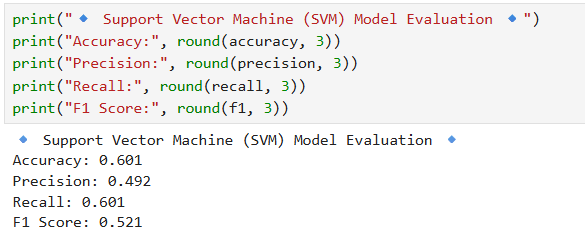 print("🔹 Support Vector Machine (SVM) Model Evaluation 🔹")
print("Accuracy:", round(accuracy, 3))
print("Precision:", round(precision, 3))
print("Recall:", round(recall, 3))
print("F1 Score:", round(f1, 3))
🔹 Support Vector Machine (SVM) Model Evaluation 🔹
Accuracy: 0.601
Precision: 0.492
Recall: 0.601
F1 Score: 0.521